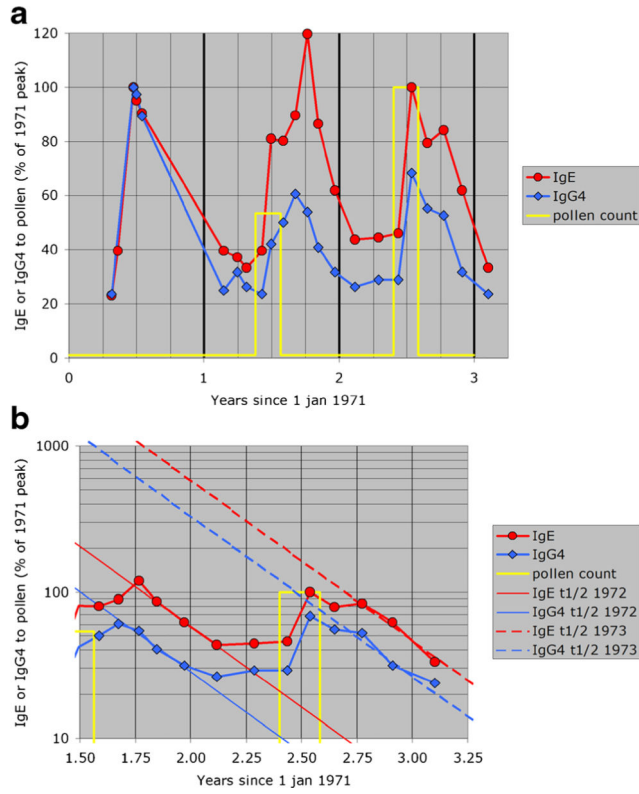 a
IgE or IgG4 to pollen (% of 1971 peak)
120
100
80
60
40
20
0
0 1 2 3
Years since 1 jan 1971
IgE
IgG4
pollen count
b
IgE or IgG4 to pollen (% of 1971 peak)
1000
100
10
1.50 1.75 2.00 2.25 2.50 2.75 3.00 3.25
Years since 1 jan 1971
IgE
IgG4
pollen count
IgE t1/2 1972
IgG4 t1/2 1972
IgE t1/2 1973
IgG4 t1/2 1973